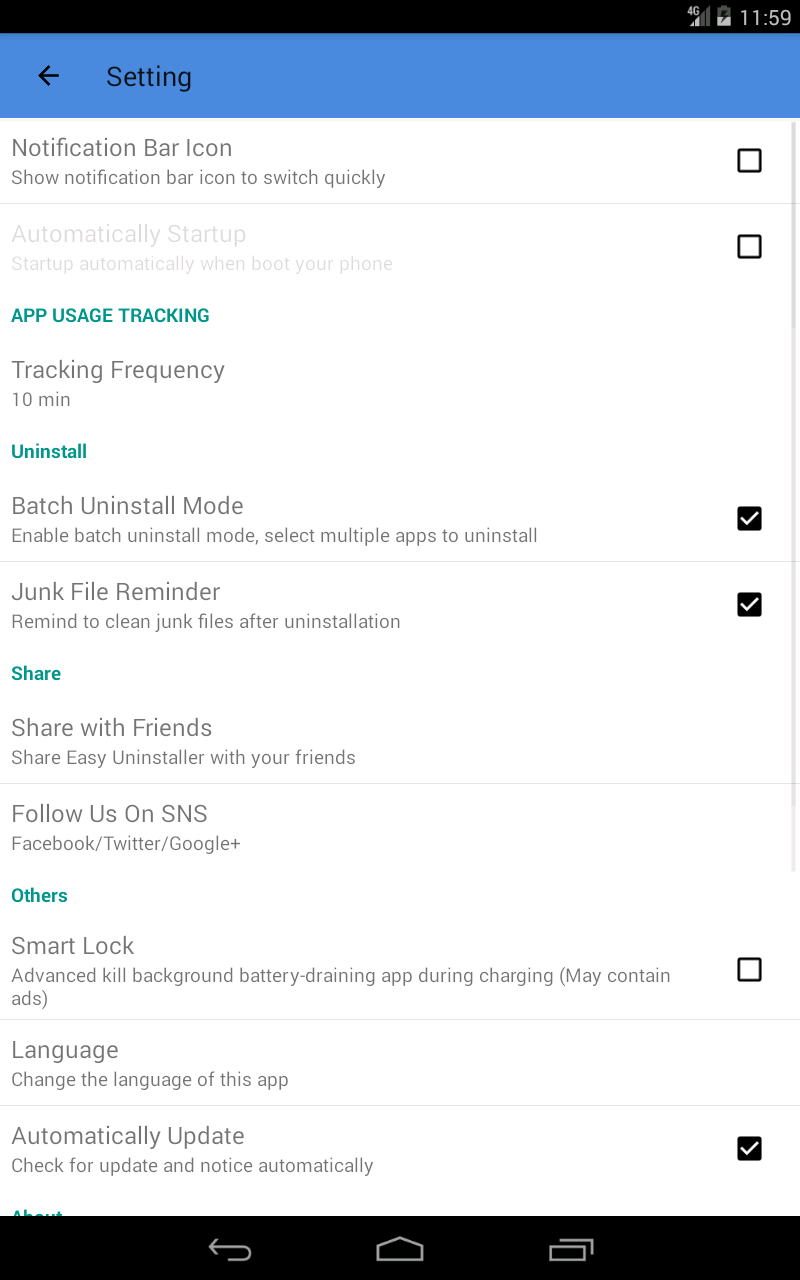 4G 11:59
Setting
Notification Bar Icon
Show notification bar icon to switch quickly
Automatically Startup
Startup automatically when boot your phone
APP USAGE TRACKING
Tracking Frequency
10 min
Uninstall
Batch Uninstall Mode
Enable batch uninstall mode, select multiple apps to uninstall
Junk File Reminder
Remind to clean junk files after uninstallation
Share
Share with Friends
Share Easy Uninstaller with your friends
Follow Us On SNS
Facebook/Twitter/Google+
Others
Smart Lock
Advanced kill background battery-draining app during charging (May contain
ads)
Language
Change the language of this app
Automatically Update
Check for update and notice automatically
About